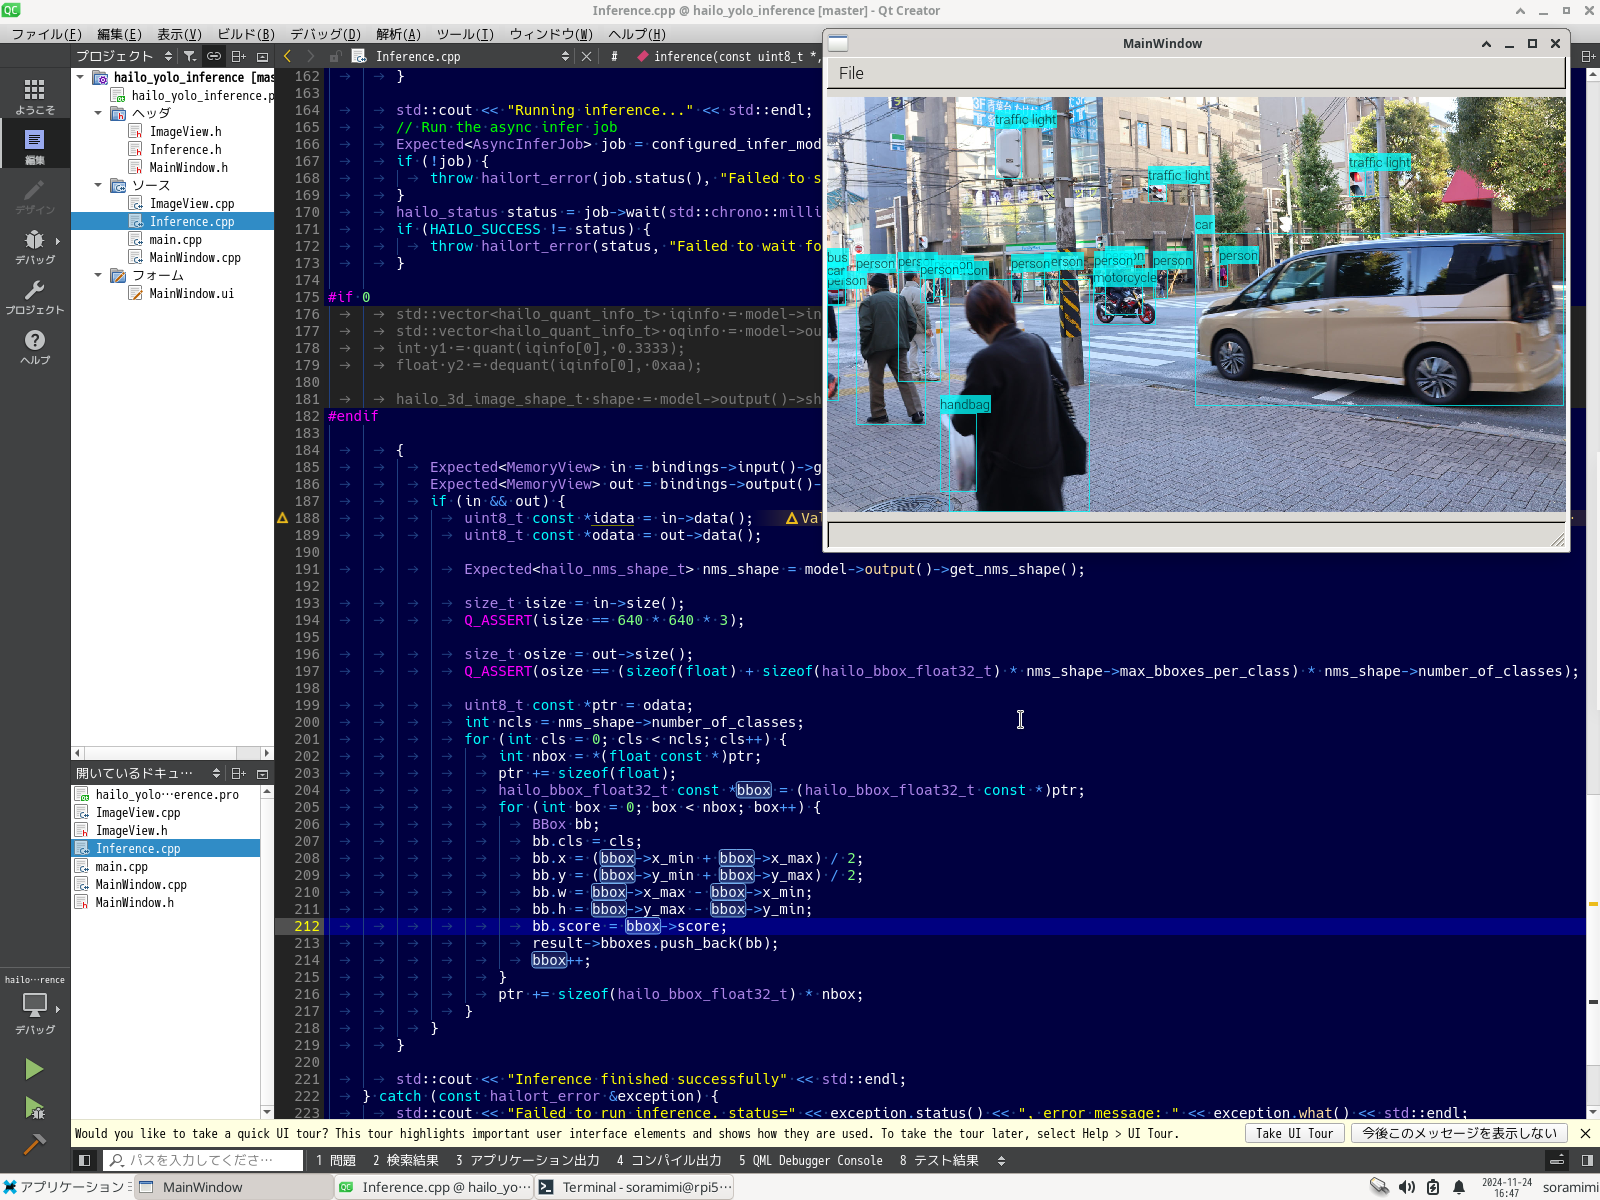 Inference.cpp @ hailo_yolo_inference [master] - Qt Creator
ファイル(F) 編集(E) 表示(V) ビルド(B) デバッグ(D) 解析(A) ツール(T) ウィンドウ(W) ヘルプ(H)
プロジェクト
Inference.cpp
# inference(const uint8_t *,
ようこそ
編集
デザイン
デバッグ
プロジェクト
ヘルプ
hailo_yolo_inference [mas
hailo_yolo_inference.p
ヘッダ
ImageView.h
Inference.h
MainWindow.h
ソース
ImageView.cpp
Inference.cpp
main.cpp
MainWindow.cpp
フォーム
MainWindow.ui
開いているドキュ…
hailo_yolo…erence.pro
ImageView.cpp
ImageView.h
Inference.cpp
main.cpp
MainWindow.cpp
MainWindow.h
hailo…rence
デバッグ
162 }
163
164 std::cout << "Running inference..." << std::endl;
165 // Run the async infer job
166 Expected<AsyncInferJob> job = configured_infer_mod
167 if (!job) {
168 throw hailort_error(job.status(), "Failed to s
169 }
170 hailo_status status = job->wait(std::chrono::milli
171 if (HAILO_SUCCESS != status) {
172 throw hailort_error(status, "Failed to wait fo
173 }
174
175 #if 0
176 std::vector<hailo_quant_info_t> iqinfo = model->in
177 std::vector<hailo_quant_info_t> oqinfo = model->ou
178 int y1 = quant(iqinfo[0], 0.3333);
179 float y2 = dequant(iqinfo[0], 0xaa);
180
181 hailo_3d_image_shape_t shape = model->output()->sh
182 #endif
183
184 {
185 Expected<MemoryView> in = bindings->input()->g
186 Expected<MemoryView> out = bindings->output()-
187 if (in && out) {
188 uint8_t const *idata = in->data(); Val
189 uint8_t const *odata = out->data();
190
191 Expected<hailo_nms_shape_t> nms_shape = model->output()->get_nms_shape();
192
193 size_t isize = in->size();
194 Q_ASSERT(isize == 640 * 640 * 3);
195
196 size_t osize = out->size();
197 Q_ASSERT(osize == (sizeof(float) + sizeof(hailo_bbox_float32_t) * nms_shape->max_bboxes_per_class) * nms_shape->number_of_classes);
198
199 uint8_t const *ptr = odata;
200 int ncls = nms_shape->number_of_classes;
201 for (int cls = 0; cls < ncls; cls++) {
202 int nbox = *(float const *)ptr;
203 ptr += sizeof(float);
204 hailo_bbox_float32_t const *bbox = (hailo_bbox_float32_t const *)ptr;
205 for (int box = 0; box < nbox; box++) {
206 BBox bb;
207 bb.cls = cls;
208 bb.x = (bbox->x_min + bbox->x_max) / 2;
209 bb.y = (bbox->y_min + bbox->y_max) / 2;
210 bb.w = bbox->x_max - bbox->x_min;
211 bb.h = bbox->y_max - bbox->y_min;
212 bb.score = bbox->score;
213 result->bboxes.push_back(bb);
214 bbox++;
215 }
216 ptr += sizeof(hailo_bbox_float32_t) * nbox;
217 }
218 }
219 }
220
221 std::cout << "Inference finished successfully" << std::endl;
222 } catch (const hailort_error &exception) {
223 std::cout << "Failed to run inference. status=" << exception.status() << ", error message: " << exception.what() << std::endl;
MainWindow
File
3F
traffic light
traffic light
traffic light
car
bus
car
person
person
pers
person
on
on
person
erson
person
person
person
motorcycle
handbag
Would you like to take a quick UI tour? This tour highlights important user interface elements and shows how they are used. To take the tour later, select Help > UI Tour.
Take UI Tour
今後このメッセージを表示しない
パスを入力してくださ…
1 問題 2 検索結果 3 アプリケーション出力 4 コンパイル出力 5 QML Debugger Console 8 テスト結果
アプリケーション
MainWindow
Inference.cpp @ hailo_yo…
Terminal - soramimi@rpi5…
2024-11-24
16:47
soramimi